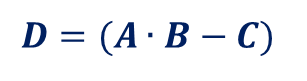 D = (A · B − C)